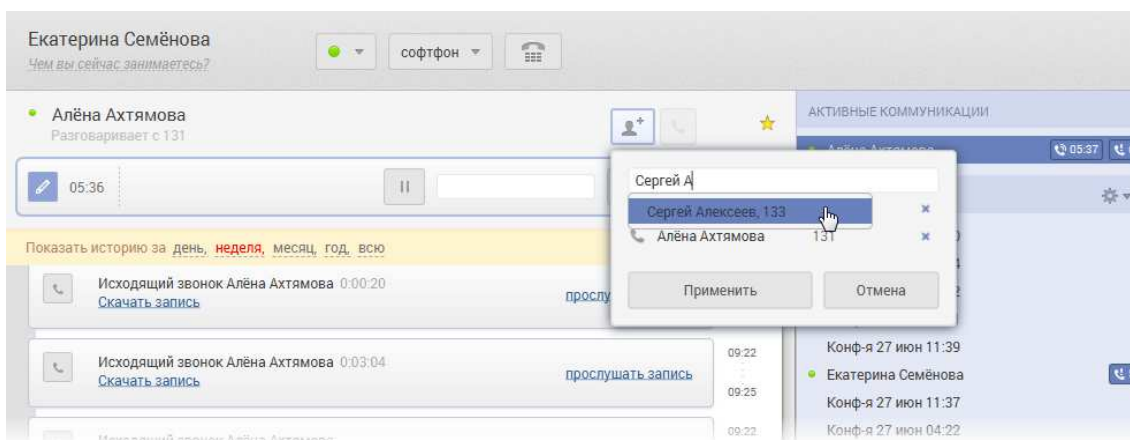 Екатерина Семёнова
Чем вы сейчас занимаетесь?
софтфон
Алёна Ахтямова
Разговаривает с 131
АКТИВНЫЕ КОММУНИКАЦИИ
05:37
05:36
Сергей А
Сергей Алексеев, 133
Алёна Ахтямова 131
Применить Отмена
Показать историю за день, неделя, месяц, год, всю
Исходящий звонок Алёна Ахтямова 0:00:20
Скачать запись
прослу
Исходящий звонок Алёна Ахтямова 0:03:04
Скачать запись
прослушать запись
09:22
09:25
09:22
Конф-я 27 июн 11:39
Екатерина Семёнова
Конф-я 27 июн 11:37
Конф-я 27 июн 04:22